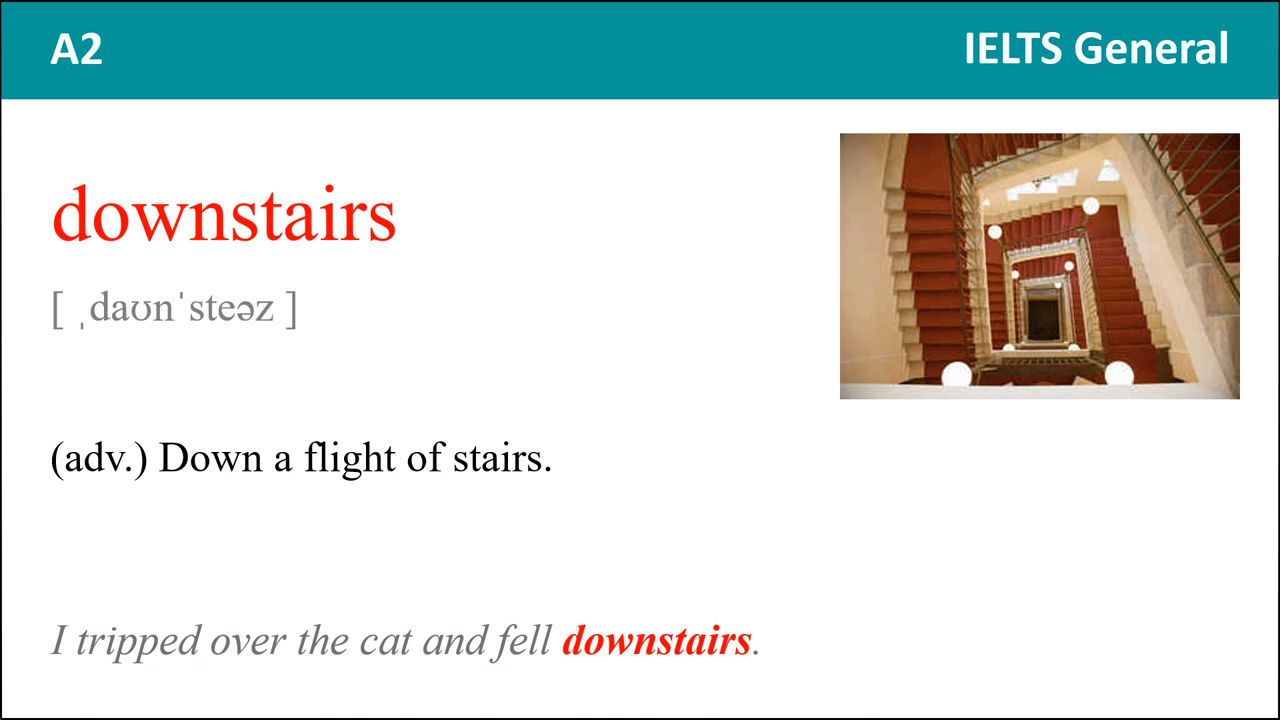 A2
IELTS General
downstairs
[ ˌdaʊnˈsteəz ]
(adv.) Down a flight of stairs.
I tripped over the cat and fell downstairs.